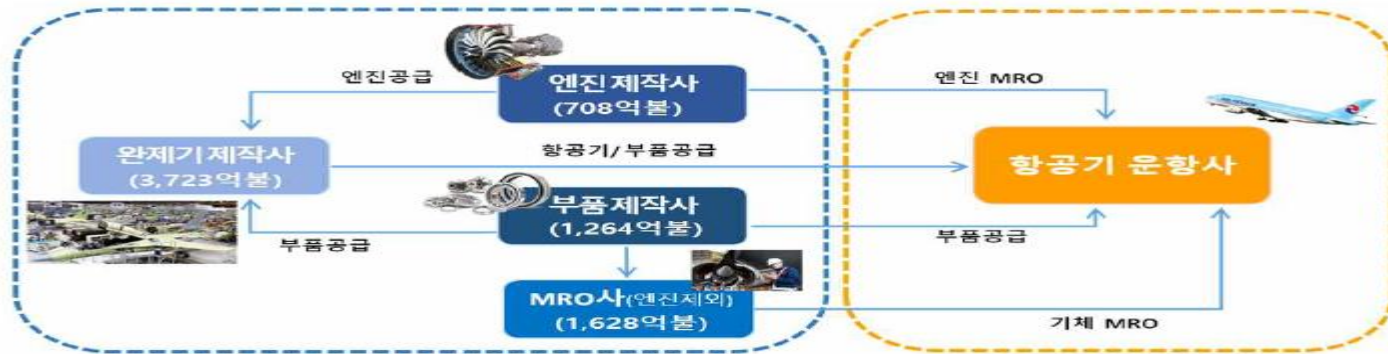 엔진공급
엔진 제작사
(708억불)
엔진 MRO
완제기 제작사
(3,723억불)
항공기/ 부품공급
항공기 운항사
부품공급
부품 제작사
(1,264억불)
부품공급
MRO사(엔진제외)
(1,628억불)
기체 MRO